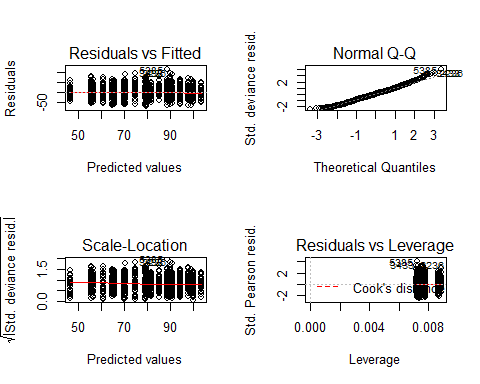 Residuals vs Fitted
Residuals
-50
50
70
90
Predicted values
Normal Q-Q
Std. deviance resid.
-2
2
-3
-1
1
2
3
Theoretical Quantiles
Scale-Location
√|Std. deviance resid.|
0.0
1.5
50
70
90
Predicted values
Residuals vs Leverage
Std. Pearson resid.
-2
2
5385
Cook's distance
0.000
0.004
0.008
Leverage